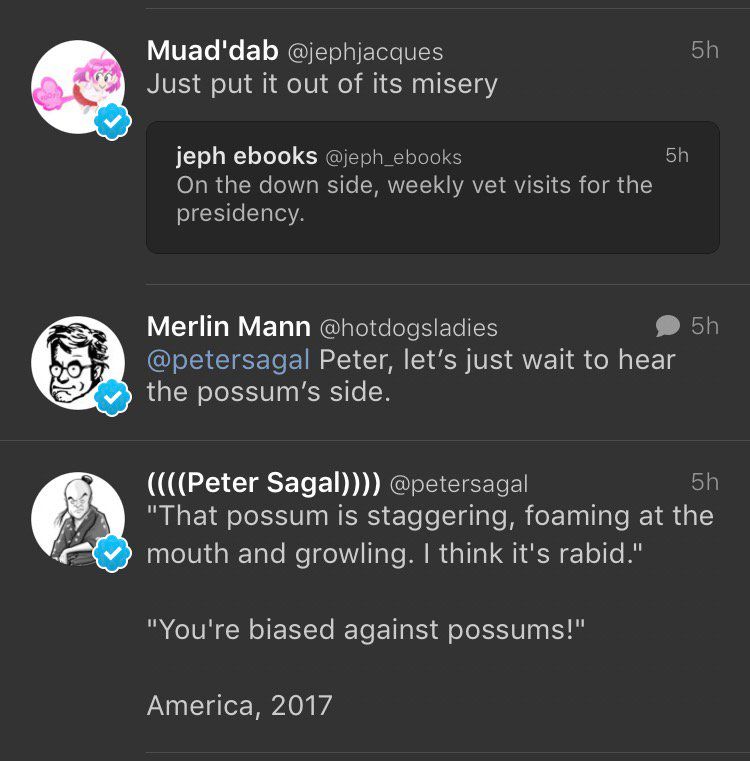 Muad'dab @jephjacques 5h
Just put it out of its misery
jeph ebooks @jeph_ebooks 5h
On the down side, weekly vet visits for the
presidency.
Merlin Mann @hotdogsladies 5h
@petersagal Peter, let’s just wait to hear
the possum’s side.
((((Peter Sagal)))) @petersagal 5h
"That possum is staggering, foaming at the
mouth and growling. I think it's rabid."
"You're biased against possums!"
America, 2017